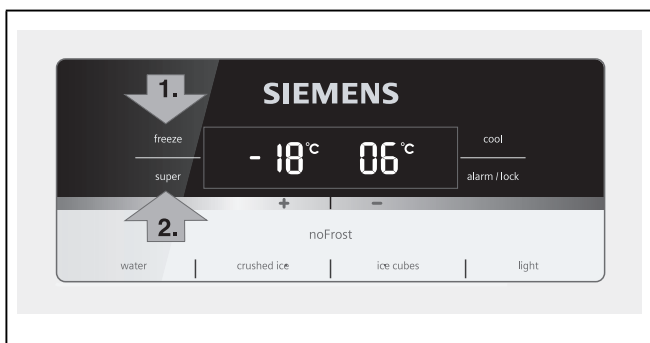 1.
SIEMENS
freeze
super
- 18°C 06°C
cool
alarm / lock
+ -
2.
noFrost
water crushed ice ice cubes light